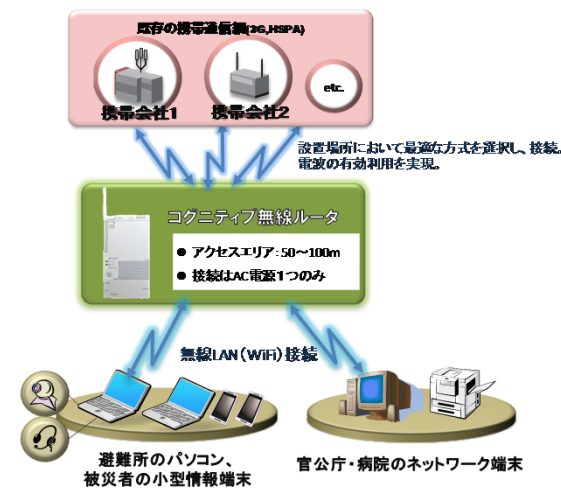 既存の携帯通信網(3G,HSPA)
携帯会社1
携帯会社2
etc.
設置場所において最適な方式を選択し、接続。
電波の有効利用を実現。
コグニティブ無線ルータ
● アクセスエリア：50～100m
● 接続はAC電源1つのみ
無線LAN（WiFi）接続
避難所のパソコン、
被災者の小型情報端末
官公庁・病院のネットワーク端末